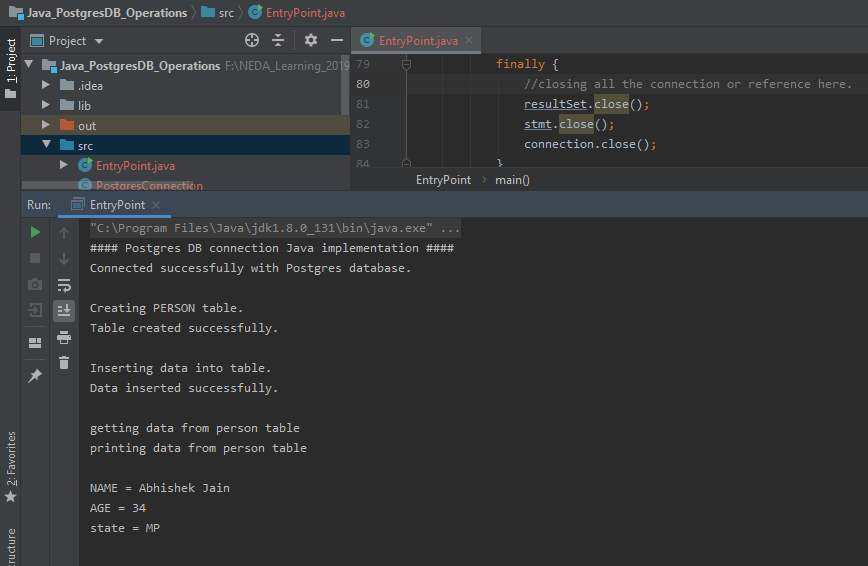 Java_PostgresDB_Operations src EntryPoint.java
1: Project
Project
EntryPoint.java
Java_PostgresDB_Operations F:\NEDA_Learning_2019
.idea
lib
out
src
EntryPoint.java
PostgresConnection
79 finally {
80 //closing all the connection or reference here.
81 resultSet.close();
82 stmt.close();
83 connection.close();
84 }
EntryPoint main()
Run: EntryPoint
"C:\Program Files\Java\jdk1.8.0_131\bin\java.exe" ...
#### Postgres DB connection Java implementation ####
Connected successfully with Postgres database.
Creating PERSON table.
Table created successfully.
Inserting data into table.
Data inserted successfully.
getting data from person table
printing data from person table
NAME = Abhishek Jain
AGE = 34
state = MP
2: Favorites
ructure